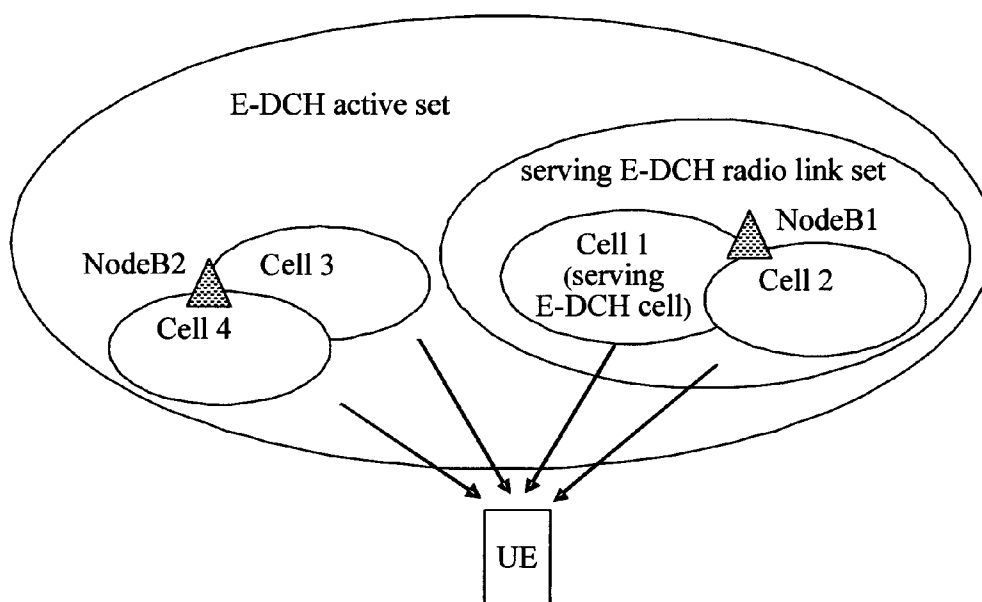 E-DCH active set
serving E-DCH radio link set
NodeB1
NodeB2
Cell 3
Cell 4
Cell 1
(serving
E-DCH cell)
Cell 2
UE